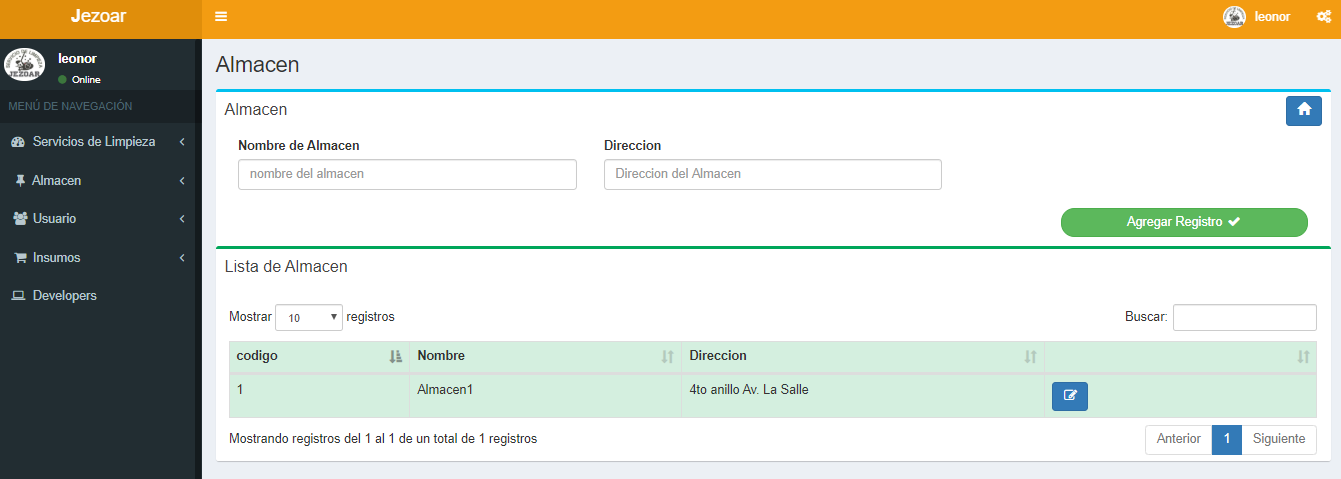 Jezoar
leonor
leonor
Online
MENÚ DE NAVEGACIÓN
Servicios de Limpieza
Almacen
Usuario
Insumos
Developers
Almacen
Almacen
Nombre de Almacen Direccion
nombre del almacen Direccion del Almacen
Agregar Registro
Lista de Almacen
Mostrar 10 registros Buscar:
codigo Nombre Direccion
1 Almacen1 4to anillo Av. La Salle
Mostrando registros del 1 al 1 de un total de 1 registros
Anterior 1 Siguiente